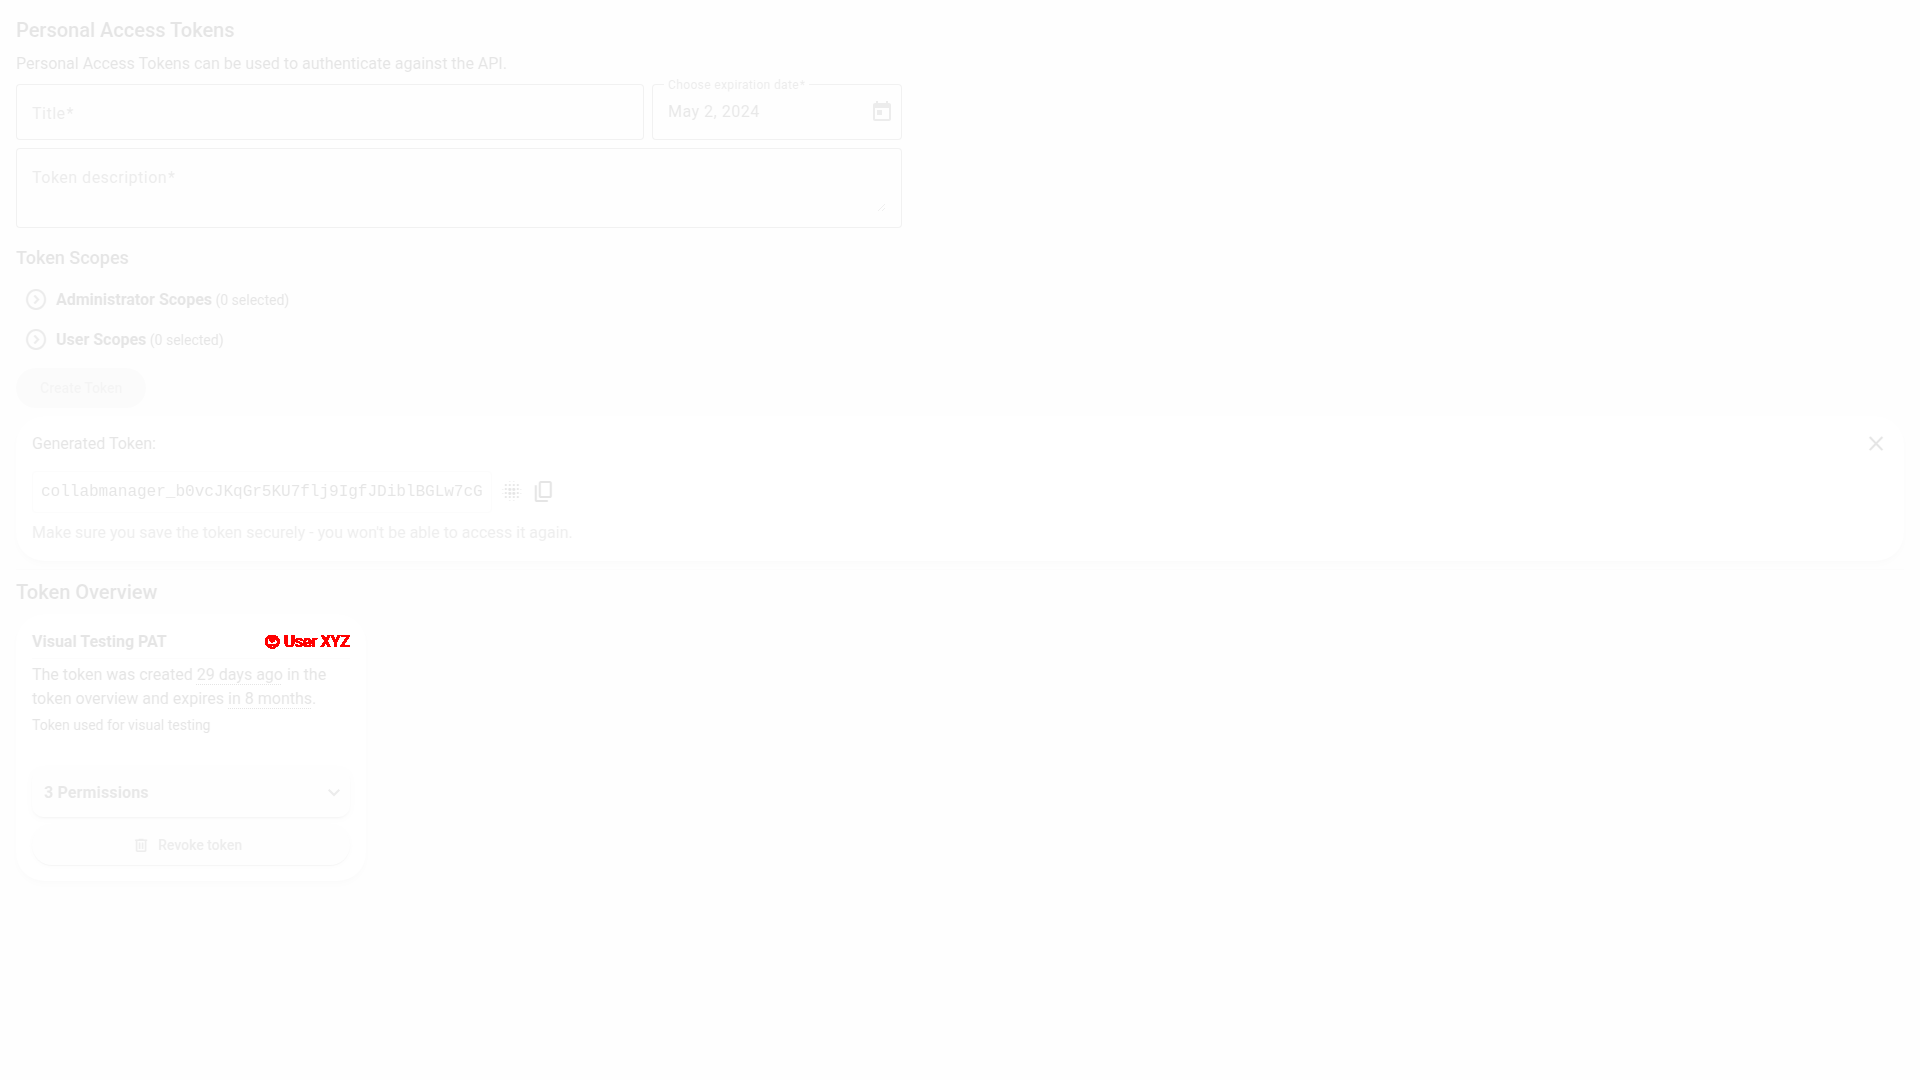 Personal Access Tokens
Personal Access Tokens can be used to authenticate against the API.
Title*
Choose expiration date*
May 2, 2024
Token description*
Token Scopes
Administrator Scopes (0 selected)
User Scopes (0 selected)
Create Token
Generated Token:
collabmanager_b0vcJKqGr5KU7flj9IgfJDiblBGLw7cG
Make sure you save the token securely - you won't be able to access it again.
Token Overview
Visual Testing PAT
User XYZ
The token was created 29 days ago in the
token overview and expires in 8 months.
Token used for visual testing
3 Permissions
Revoke token